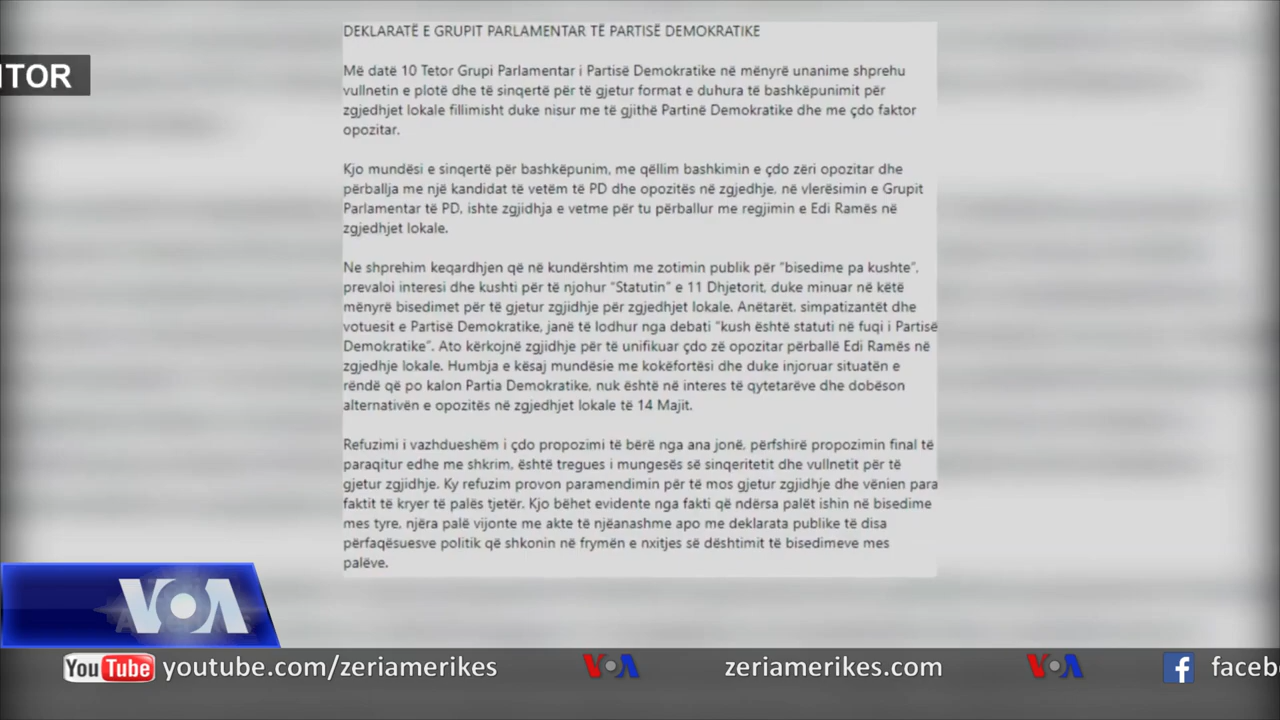 ITOR
DEKLARATË E GRUPIT PARLAMENTAR TË PARTISË DEMOKRATIKE
Më datë 10 Tetor Grupi Parlamentar i Partisë Demokratike në mënyrë unanime shprehu
vullnetin e plotë dhe të sinqertë për të gjetur format e duhura të bashkëpunimit për
zgjedhjet lokale fillimisht duke nisur me të gjithë Partinë Demokratike dhe me çdo faktor
opozitar.
Kjo mundësi e sinqertë për bashkëpunim, me qëllim bashkimin e çdo zëri opozitar dhe
përballja me një kandidat të vetëm të PD dhe opozitës në zgjedhje, në vlerësimin e Grupit
Parlamentar të PD, ishte zgjidhja e vetme për tu përballur me regjimin e Edi Ramës në
zgjedhjet lokale.
Ne shprehim keqardhjen që në kundërshtim me zotimin publik për "bisedime pa kushte",
prevaloi interesi dhe kushti për të njohur "Statutin" e 11 Dhjetorit, duke minuar në këtë
mënyrë bisedimet për të gjetur zgjidhje për zgjedhjet lokale. Anëtarët, simpatizantët dhe
votuesit e Partisë Demokratike, janë të lodhur nga debati "kush është statuti në fuqi i Partisë
Demokratike". Ato kërkojnë zgjidhje për të unifikuar çdo zë opozitar përballë Edi Ramës në
zgjedhje lokale. Humbja e kësaj mundësie me kokëfortësi dhe duke injoruar situatën e
rëndë që po kalon Partia Demokratike, nuk është në interes të qytetarëve dhe dobëson
alternativën e opozitës në zgjedhjet lokale të 14 Majit.
Refuzimi i vazhdueshëm i çdo propozimi të bërë nga ana jonë, përfshirë propozimin final të
paraqitur edhe me shkrim, është tregues i mungesës së sinqeritetit dhe vullnetit për të
gjetur zgjidhje. Ky refuzim provon paramendimin për të mos gjetur zgjidhje dhe vënien para
faktit të kryer të palës tjetër. Kjo bëhet evidente nga fakti që ndërsa palët ishin në bisedime
mes tyre, njëra palë vijonte me akte të njëanashme apo me deklarata publike të disa
përfaqësuesve politik që shkonin në frymën e nxitjes së dështimit të bisedimeve mes
palëve.
VOA
YouTube youtube.com/zeriamerikes VOA zeriamerikes.com VOA f faceb